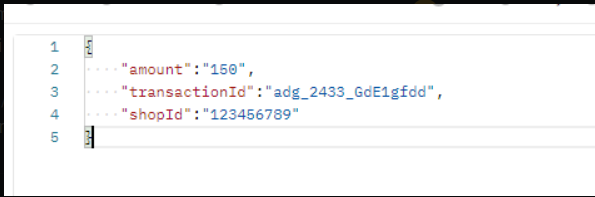 1 {
2 "amount":"150",
3 "transactionId":"adg_2433_GdE1gfdd",
4 "shopId":"123456789"
5 }